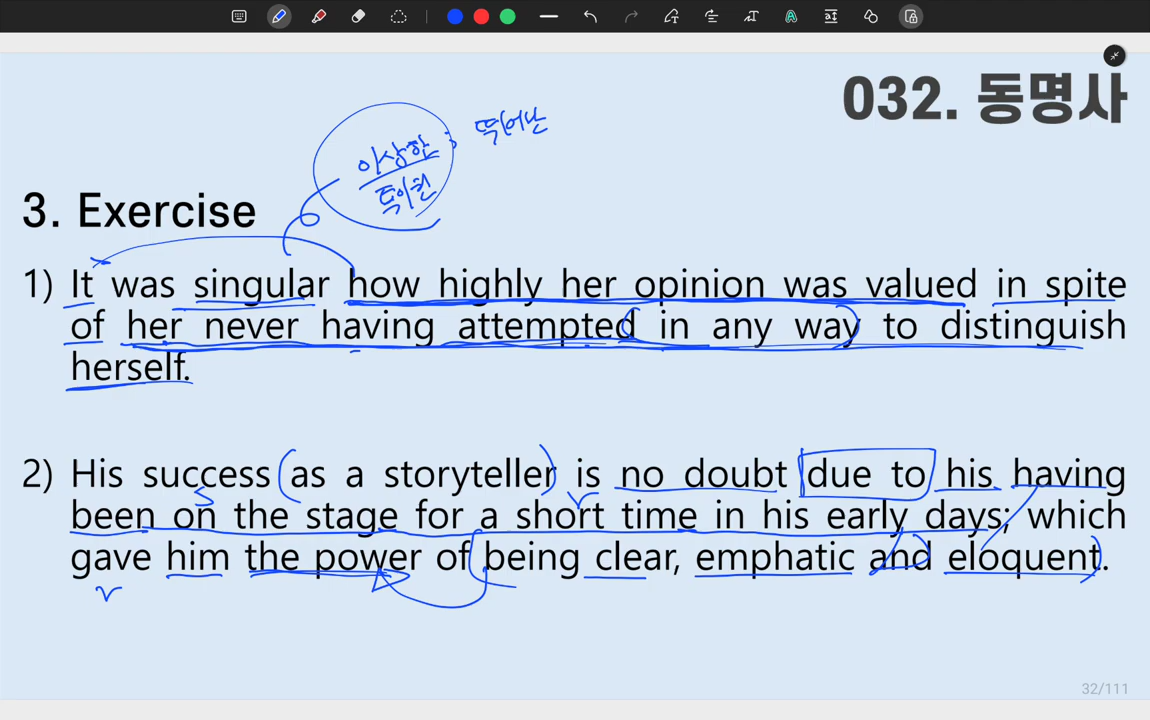 032. 동명사
뛰어난
이상한
특이한
3. Exercise
1) It was singular how highly her opinion was valued in spite
of her never having attempted in any way to distinguish
herself.
2) His success (as a storyteller) is no doubt due to his having
S
V
been on the stage for a short time in his early days; which
gave him the power of being clear, emphatic and eloquent.
V
32/111